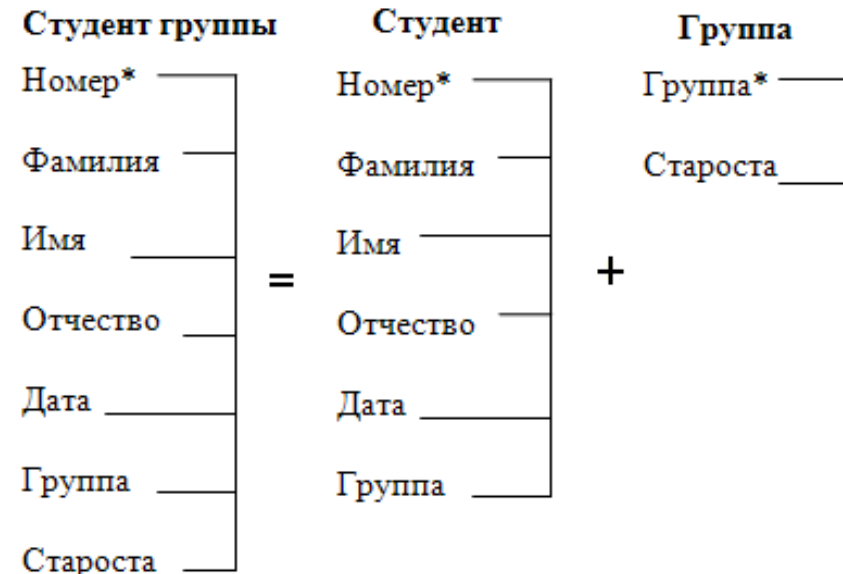 Студент группы
Номер*
Фамилия
Имя
Отчество
Дата
Группа
Староста
=
Студент
Номер*
Фамилия
Имя
Отчество
Дата
Группа
+
Группа
Группа*
Староста